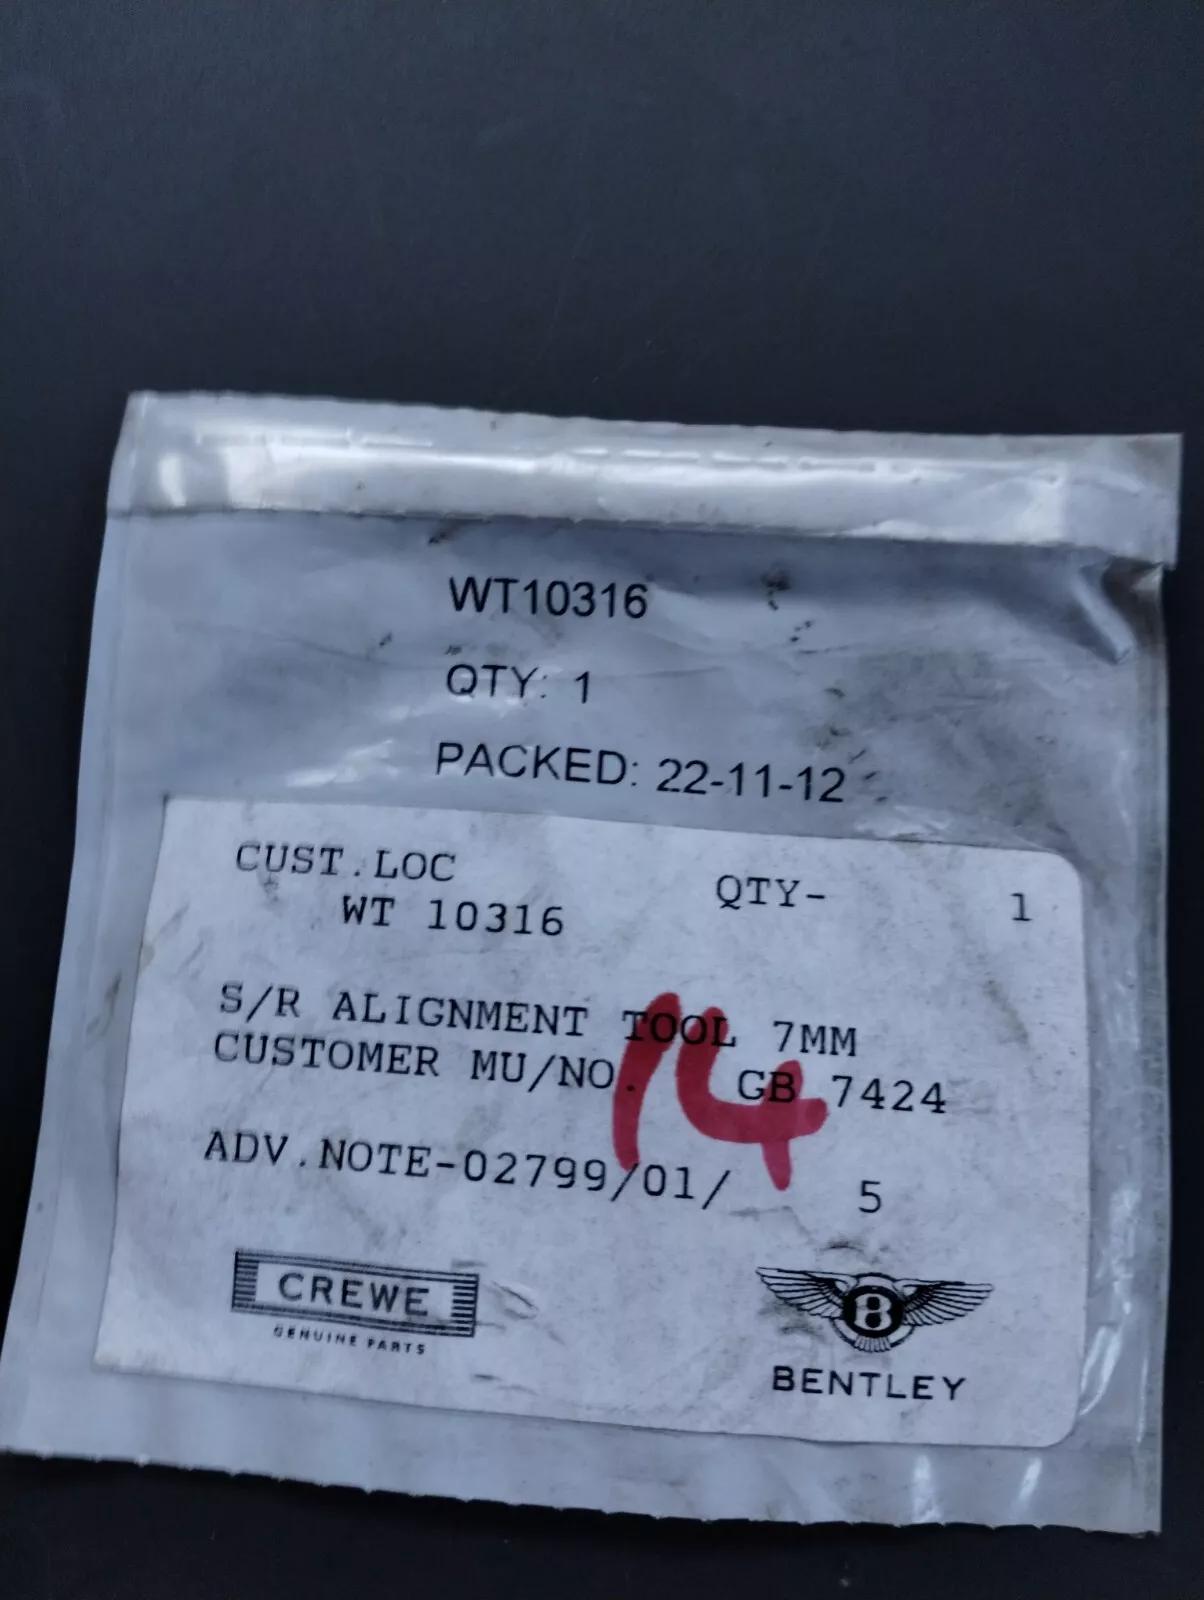 WT10316
QTY: 1
PACKED: 22-11-12
CUST.LOC QTY- 1
WT 10316
S/R ALIGNMENT TOOL 7MM
CUSTOMER MU/NO. GB 7424
14
ADV.NOTE-02799/01/ 5
CREWE
GENUINE PARTS
B
BENTLEY